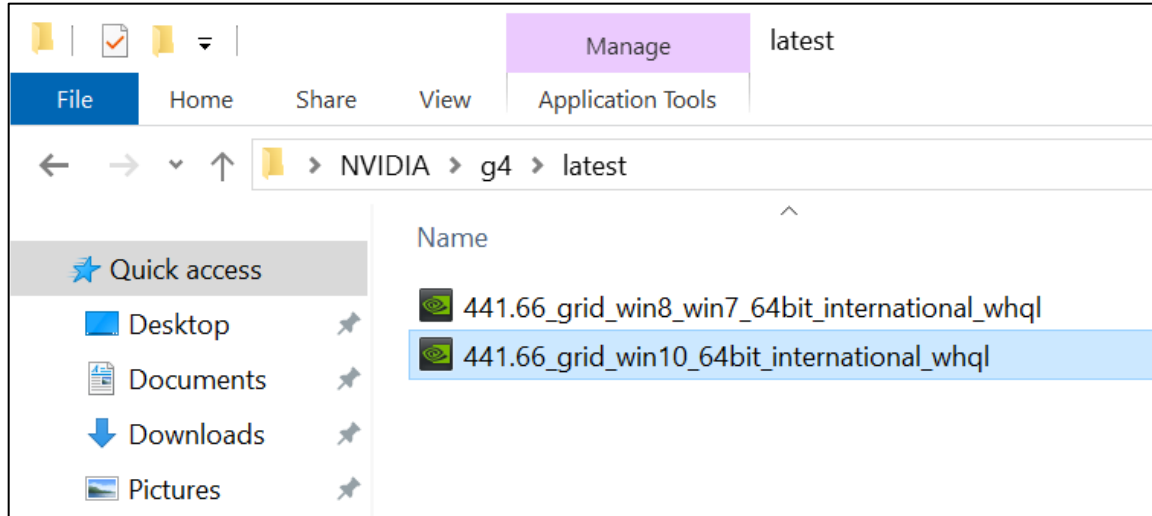 Manage
latest
File
Home
Share
View
Application Tools
NVIDIA > g4 > latest
Name
Quick access
Desktop
Documents
Downloads
Pictures
441.66_grid_win8_win7_64bit_international_whql
441.66_grid_win10_64bit_international_whql